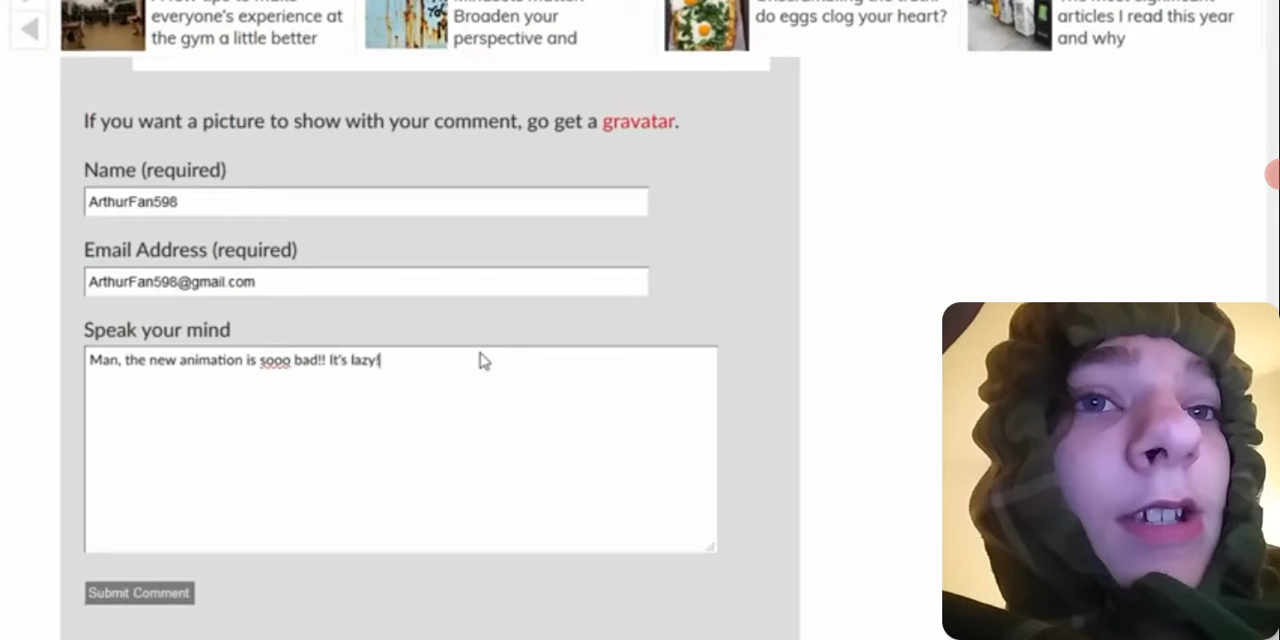 everyone's experience at
the gym a little better
Broaden your
perspective and
do eggs clog your heart?
articles I read this year
and why
If you want a picture to show with your comment, go get a gravatar.
Name (required)
ArthurFan598
Email Address (required)
ArthurFan598@gmail.com
Speak your mind
Man, the new animation is sooo bad!! It's lazy!
Submit Comment